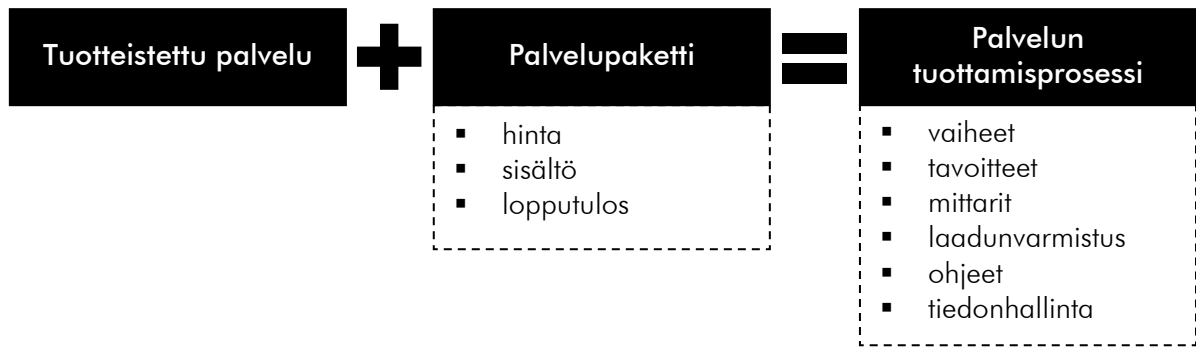 Tuotteistettu palvelu
Palvelupaketti
▪ hinta
▪ sisältö
▪ lopputulos
Palvelun
tuottamisprosessi
▪ vaiheet
▪ tavoitteet
▪ mittarit
▪ laadunvarmistus
▪ ohjeet
▪ tiedonhallinta